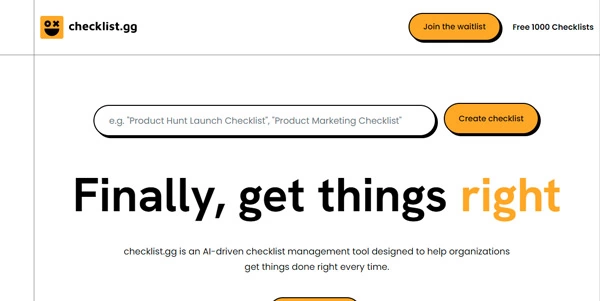 checklist.gg
Join the waitlist
Free 1000 Checklists
e.g. "Product Hunt Launch Checklist", "Product Marketing Checklist"
Create checklist
Finally, get things right
checklist.gg is an AI-driven checklist management tool designed to help organizations
get things done right every time.